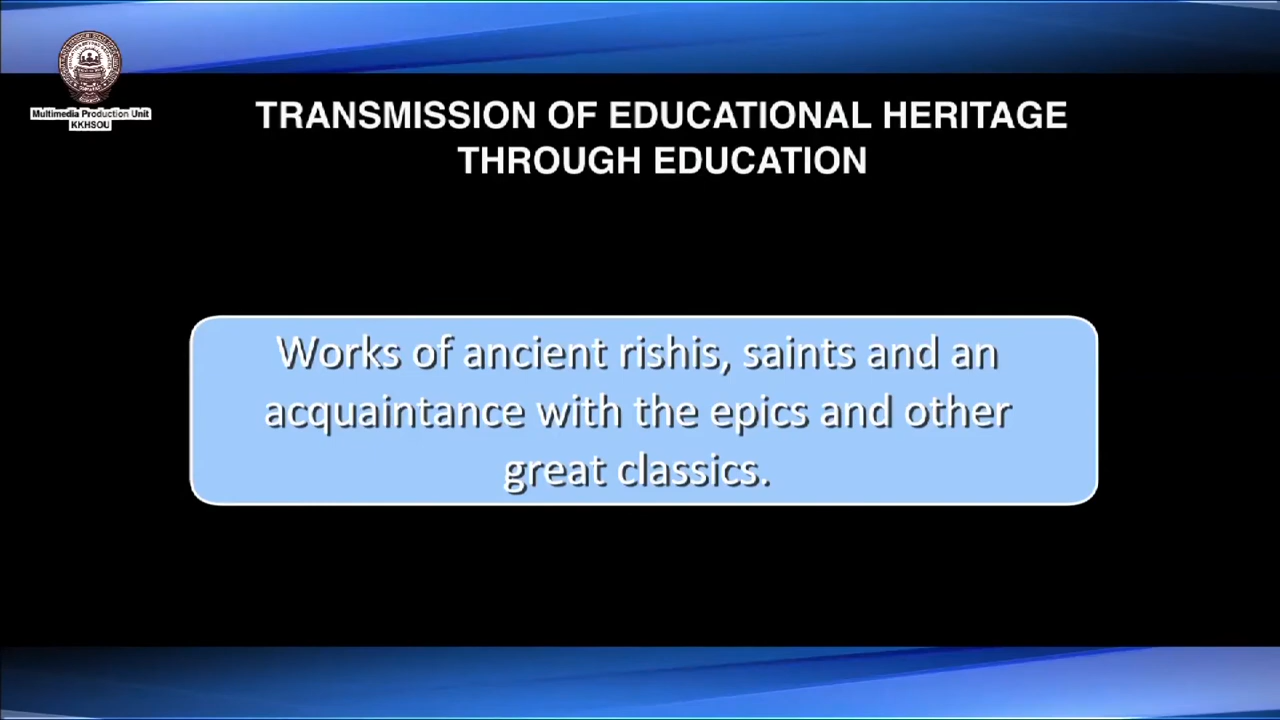 Multimedia Production Unit
KKHSOU
TRANSMISSION OF EDUCATIONAL HERITAGE
THROUGH EDUCATION
Works of ancient rishis, saints and an
acquaintance with the epics and other
great classics.